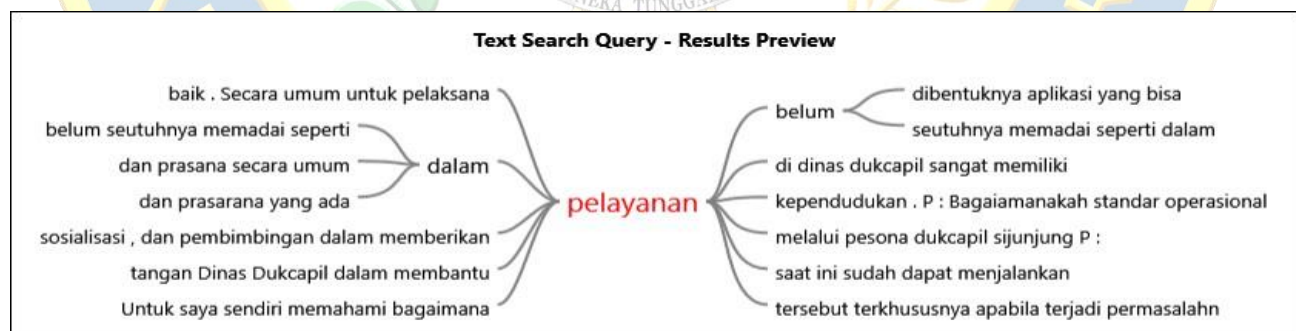 NEKA TUNGGAL
Text Search Query - Results Preview
baik . Secara umum untuk pelaksana
belum seutuhnya memadai seperti
dan prasana secara umum
dan prasarana yang ada
dalam
sosialisasi , dan pembimbingan dalam memberikan
tangan Dinas Dukcapil dalam membantu
Untuk saya sendiri memahami bagaimana
pelayanan
belum
dibentuknya aplikasi yang bisa
seutuhnya memadai seperti dalam
di dinas dukcapil sangat memiliki
kependudukan . P : Bagaiamanakah standar operasional
melalui pesona dukcapil sijunjung P :
saat ini sudah dapat menjalankan
tersebut terkhususnya apabila terjadi permasalahn